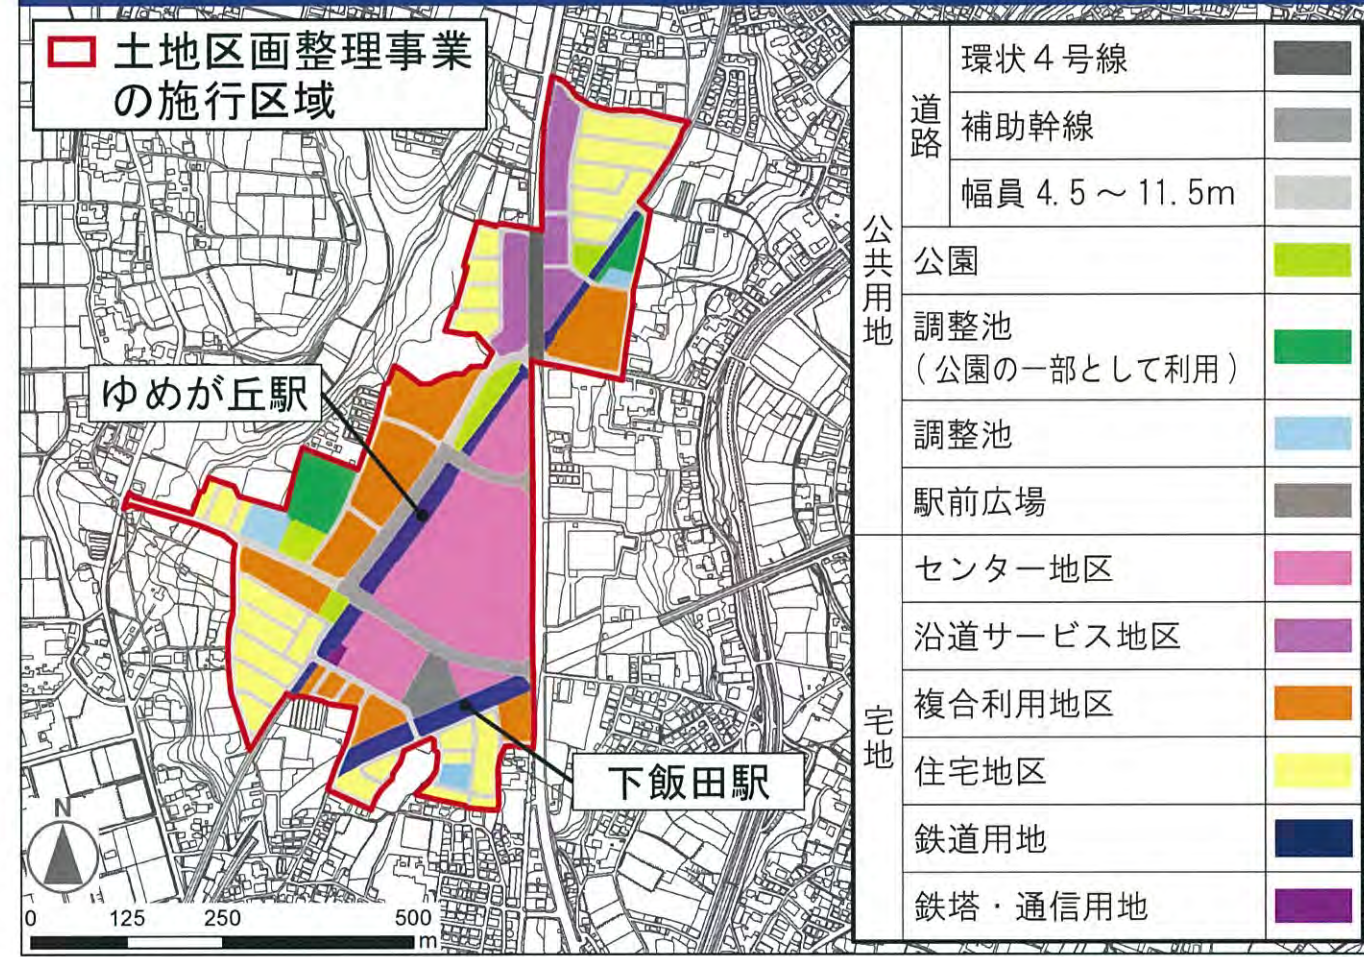 土地区画整理事業
の施行区域
ゆめが丘駅
下飯田駅
N
0 125 250 500
m
公共用地
道路
環状4号線
補助幹線
幅員 4.5～11.5m
公園
調整池
(公園の一部として利用)
調整池
駅前広場
宅地
センター地区
沿道サービス地区
複合利用地区
住宅地区
鉄道用地
鉄塔・通信用地